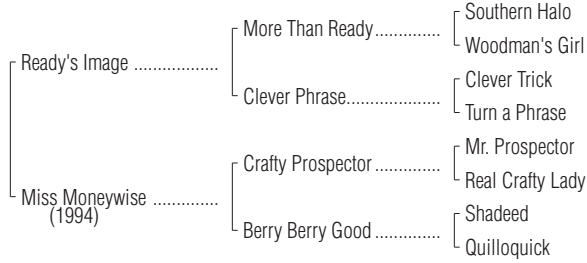 Southern Halo
More Than Ready..............
Woodman's Girl
Ready's Image ..................
Clever Trick
Clever Phrase....................
Turn a Phrase
Mr. Prospector
Crafty Prospector ..............
Real Crafty Lady
Miss Moneywise ..............
(1994)
Shadeed
Berry Berry Good ..............
Quilloquick